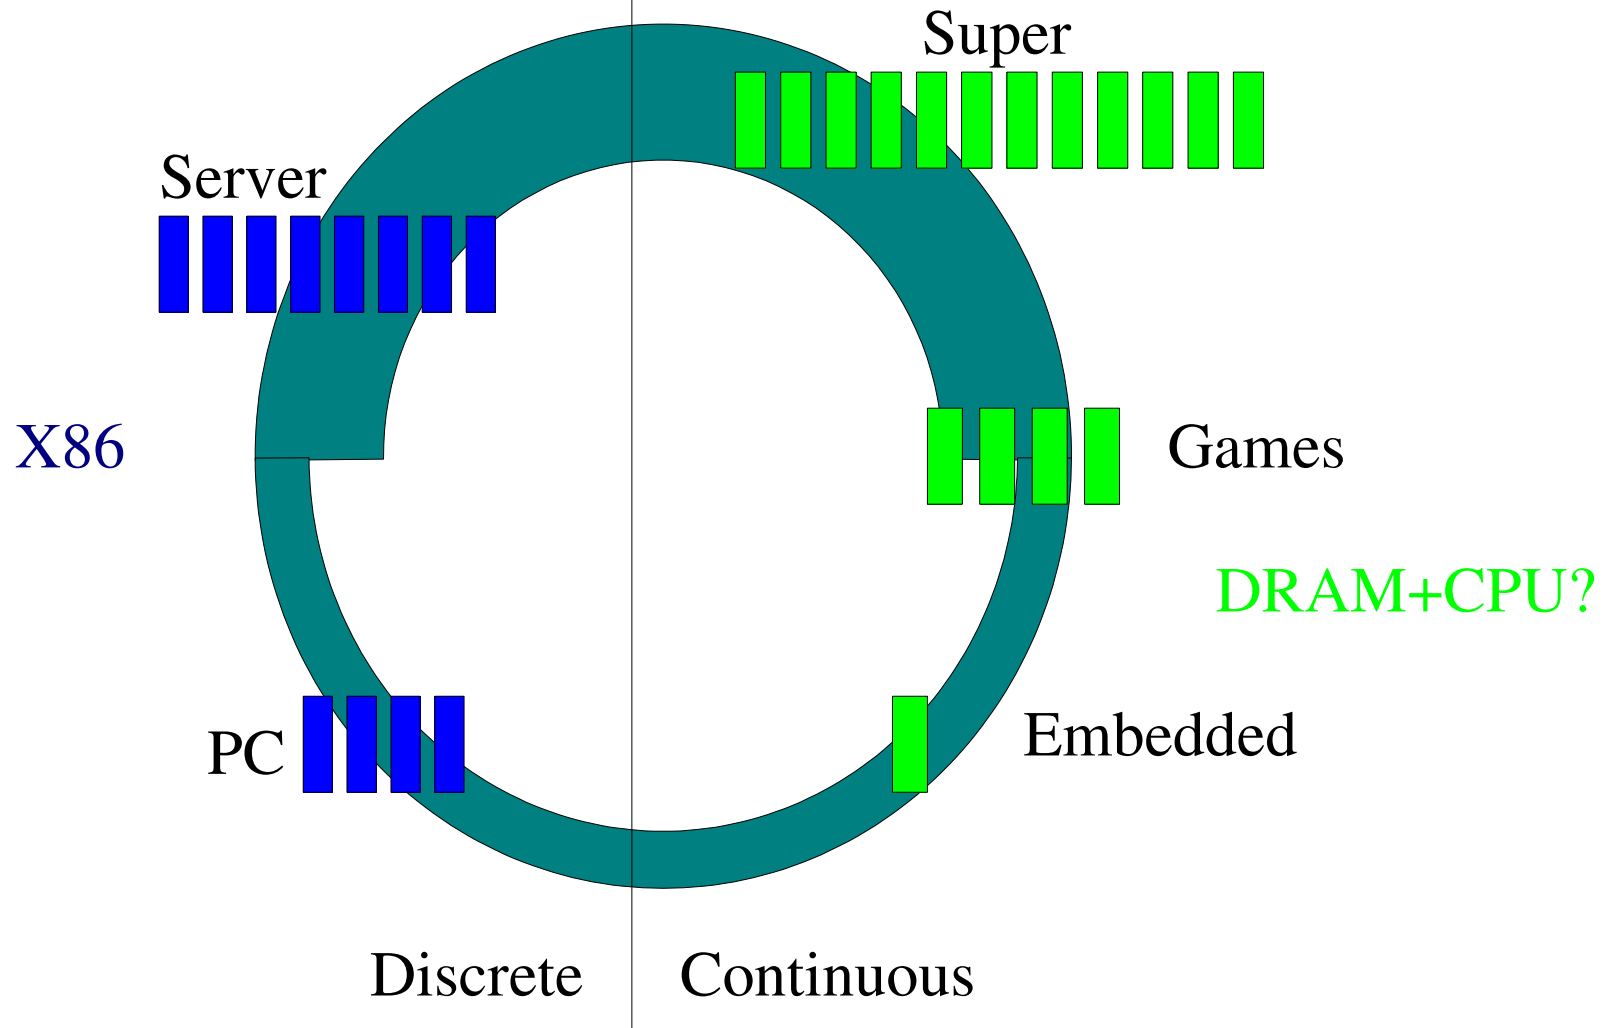 Super
Server
X86
Games
DRAM+CPU?
PC
Embedded
Discrete
Continuous